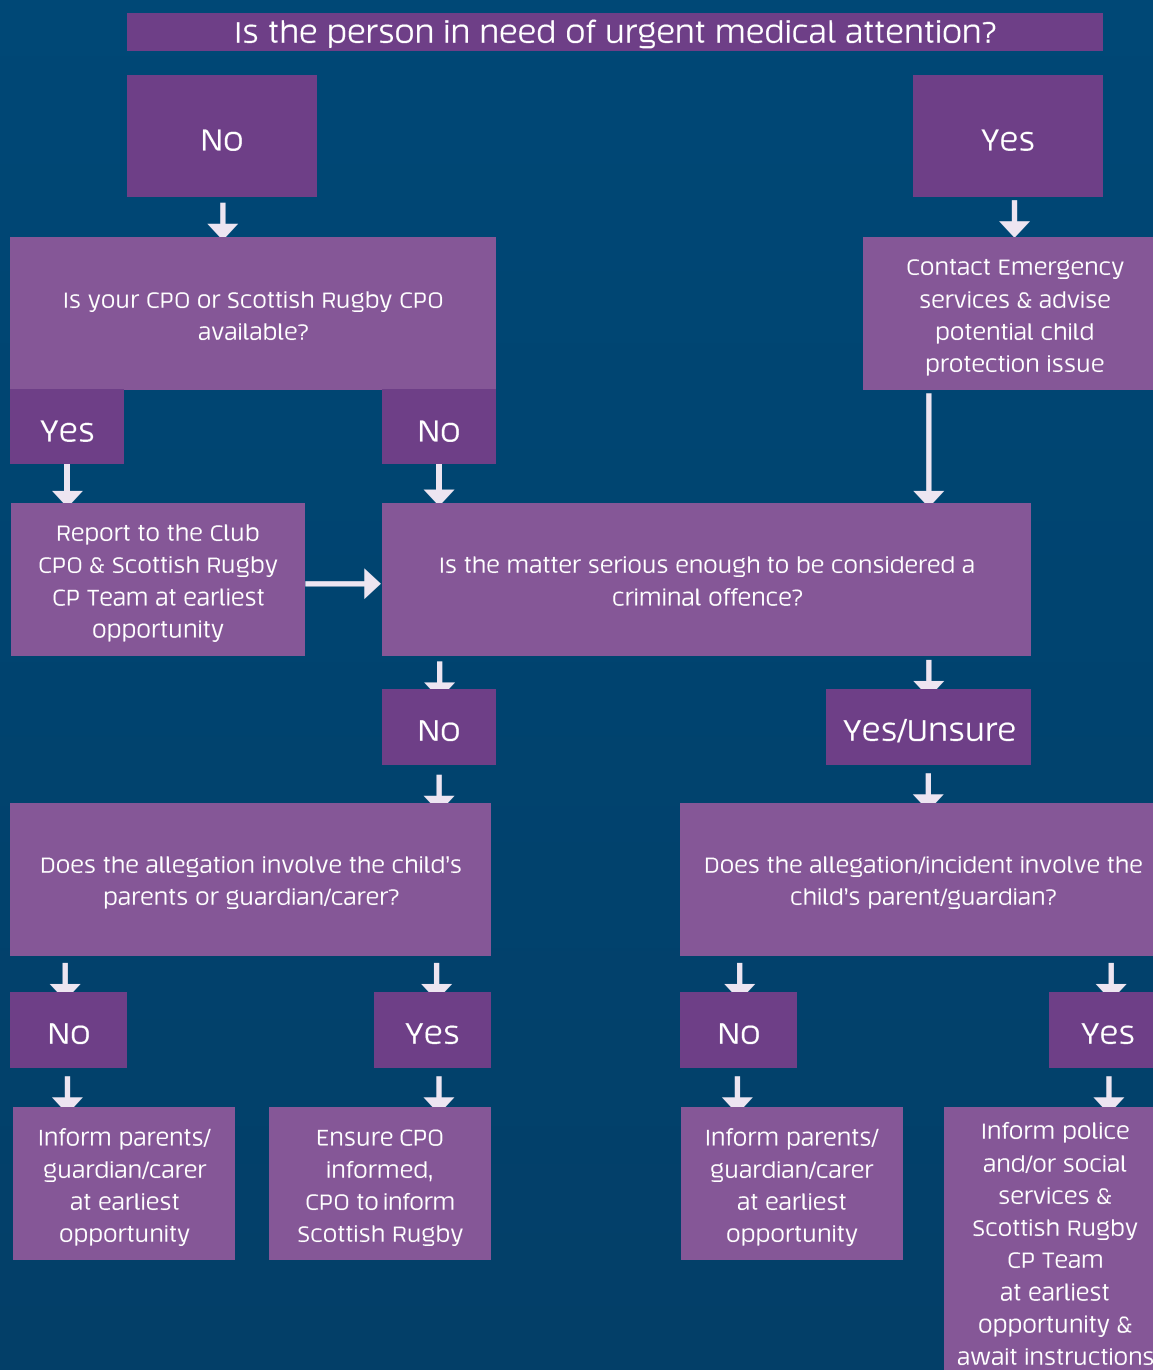 Is the person in need of urgent medical attention?
No
Yes
Is your CPO or Scottish Rugby CPO
available?
Contact Emergency
services & advise
potential child
protection issue
Yes
No
Report to the Club
CPO & Scottish Rugby
CP Team at earliest
opportunity
Is the matter serious enough to be considered a
criminal offence?
No
Yes/Unsure
Does the allegation involve the child's
parents or guardian/carer?
Does the allegation/incident involve the
child's parent/guardian?
No
Yes
No
Yes
Inform parents/
guardian/carer
at earliest
opportunity
Ensure CPO
informed,
CPO to inform
Scottish Rugby
Inform parents/
guardian/carer
at earliest
opportunity
Inform police
and/or social
services &
Scottish Rugby
CP Team
at earliest
opportunity &
await instructions